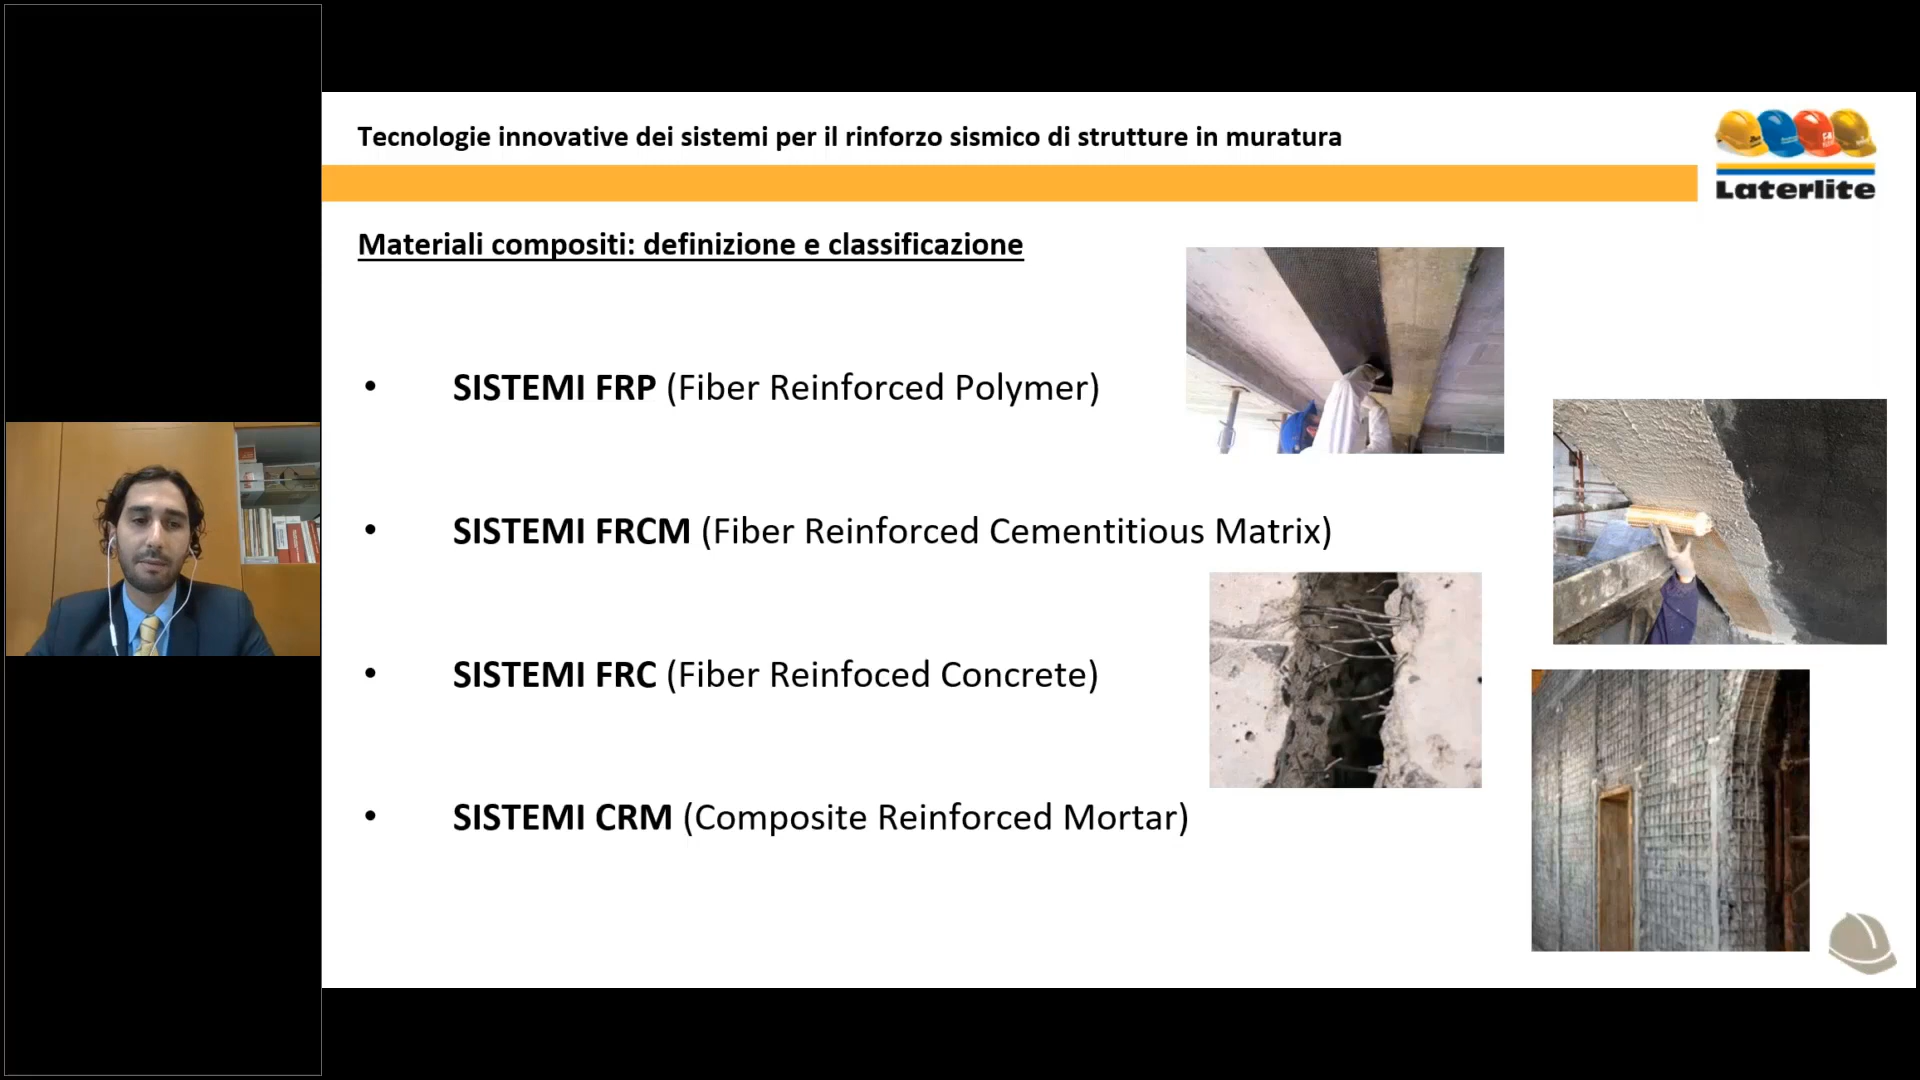 Tecnologie innovative dei sistemi per il rinforzo sismico di strutture in muratura
Laterlite
Materiali compositi: definizione e classificazione
• SISTEMI FRP (Fiber Reinforced Polymer)
• SISTEMI FRCM (Fiber Reinforced Cementitious Matrix)
• SISTEMI FRC (Fiber Reinfoced Concrete)
• SISTEMI CRM (Composite Reinforced Mortar)